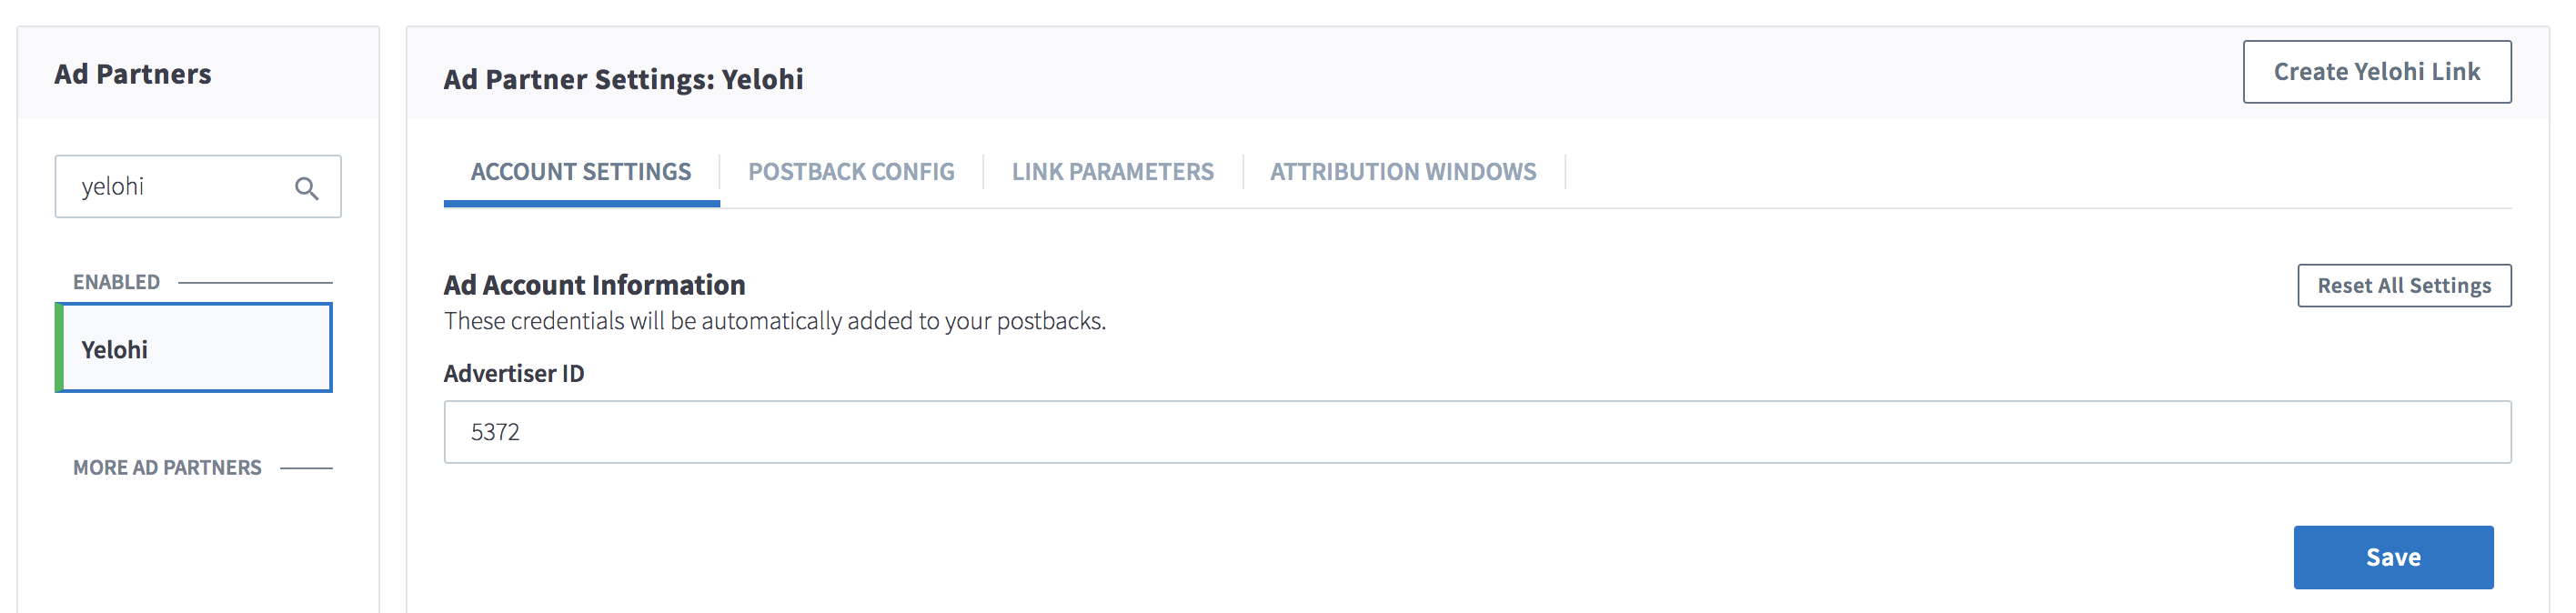 Ad Partners
yelohi
ENABLED
Yelohi
MORE AD PARTNERS
Ad Partner Settings: Yelohi
Create Yelohi Link
ACCOUNT SETTINGS
POSTBACK CONFIG
LINK PARAMETERS
ATTRIBUTION WINDOWS
Ad Account Information
Reset All Settings
These credentials will be automatically added to your postbacks.
Advertiser ID
5372
Save